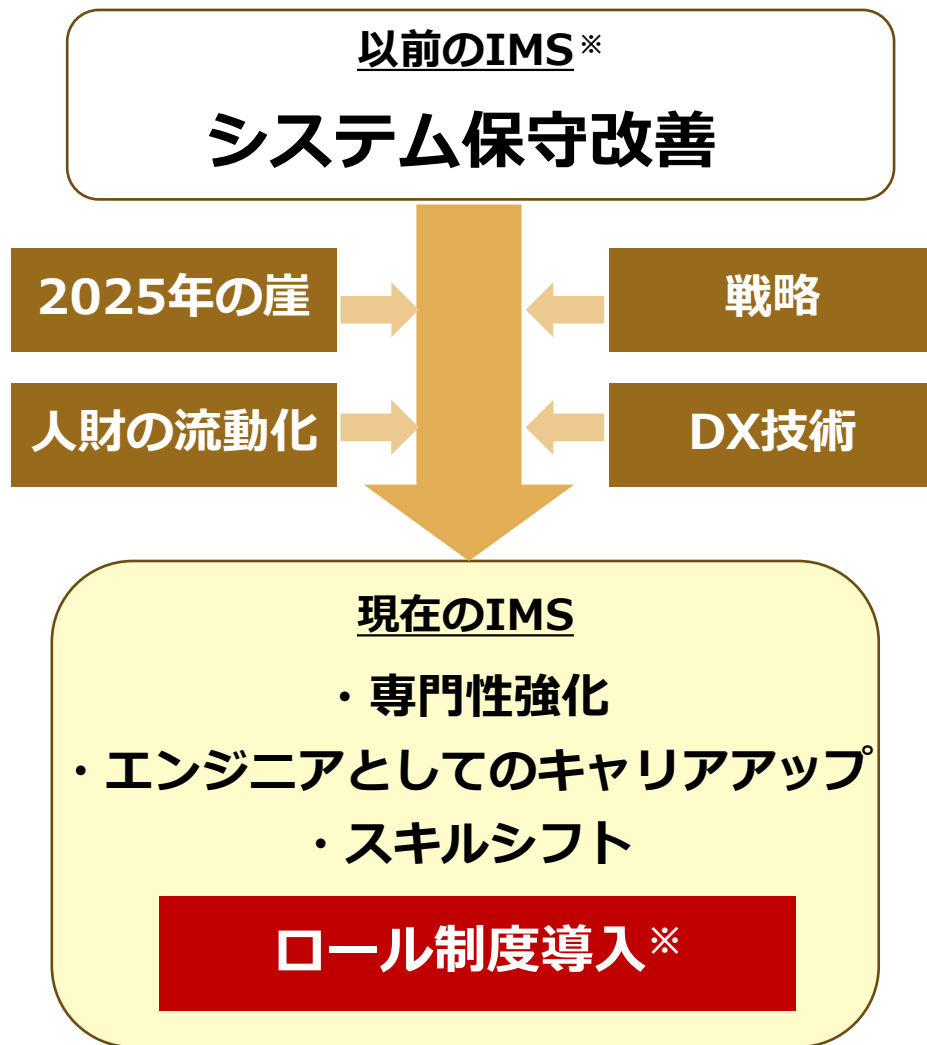 以前のIMS※
システム保守改善
2025年の崖
戦略
人財の流動化
DX技術
現在のIMS
・専門性強化
・エンジニアとしてのキャリアアップ
・スキルシフト
ロール制度導入※